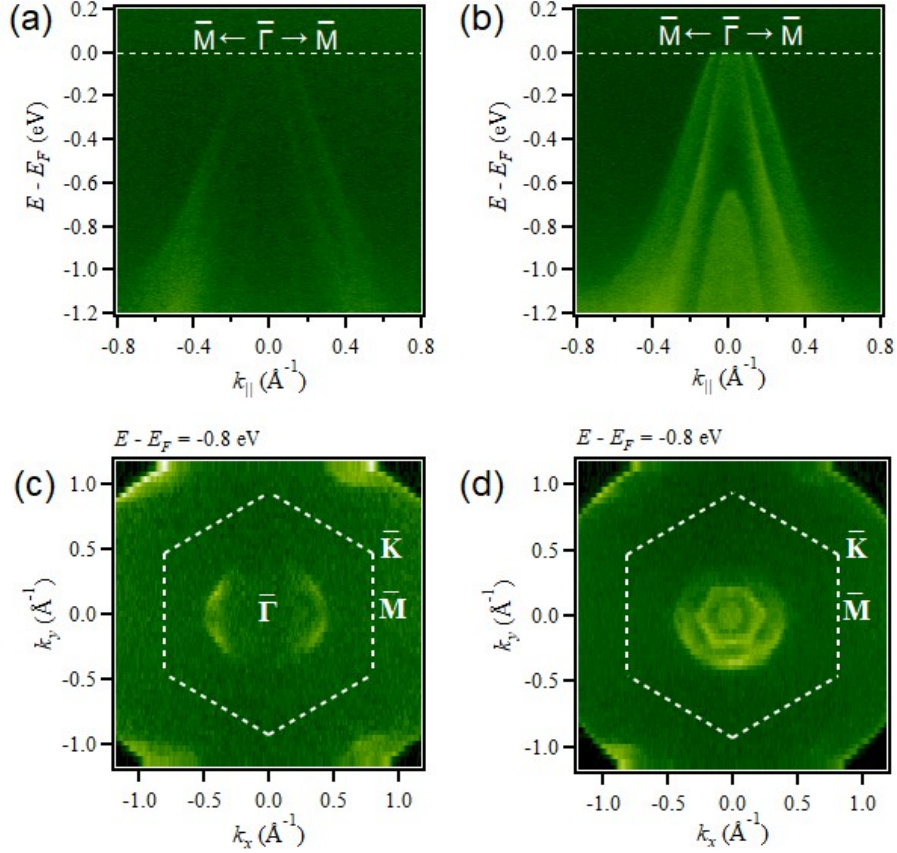 (a)
(b)
0.2
0.0
-0.2
-0.4
-0.6
-0.8
-1.0
-1.2
E - E_F (eV)
M̄ ← Γ̄ → M̄
-0.8 -0.4 0.0 0.4 0.8
k_|| (Å⁻¹)
0.2
0.0
-0.2
-0.4
-0.6
-0.8
-1.0
-1.2
E - E_F (eV)
M̄ ← Γ̄ → M̄
-0.8 -0.4 0.0 0.4 0.8
k_|| (Å⁻¹)
E - E_F = -0.8 eV
(c)
1.0
0.5
0.0
-0.5
-1.0
k_y (Å⁻¹)
K̄
Γ̄
M̄
-1.0 -0.5 0.0 0.5 1.0
k_x (Å⁻¹)
E - E_F = -0.8 eV
(d)
1.0
0.5
0.0
-0.5
-1.0
k_y (Å⁻¹)
K̄
M̄
-1.0 -0.5 0.0 0.5 1.0
k_x (Å⁻¹)